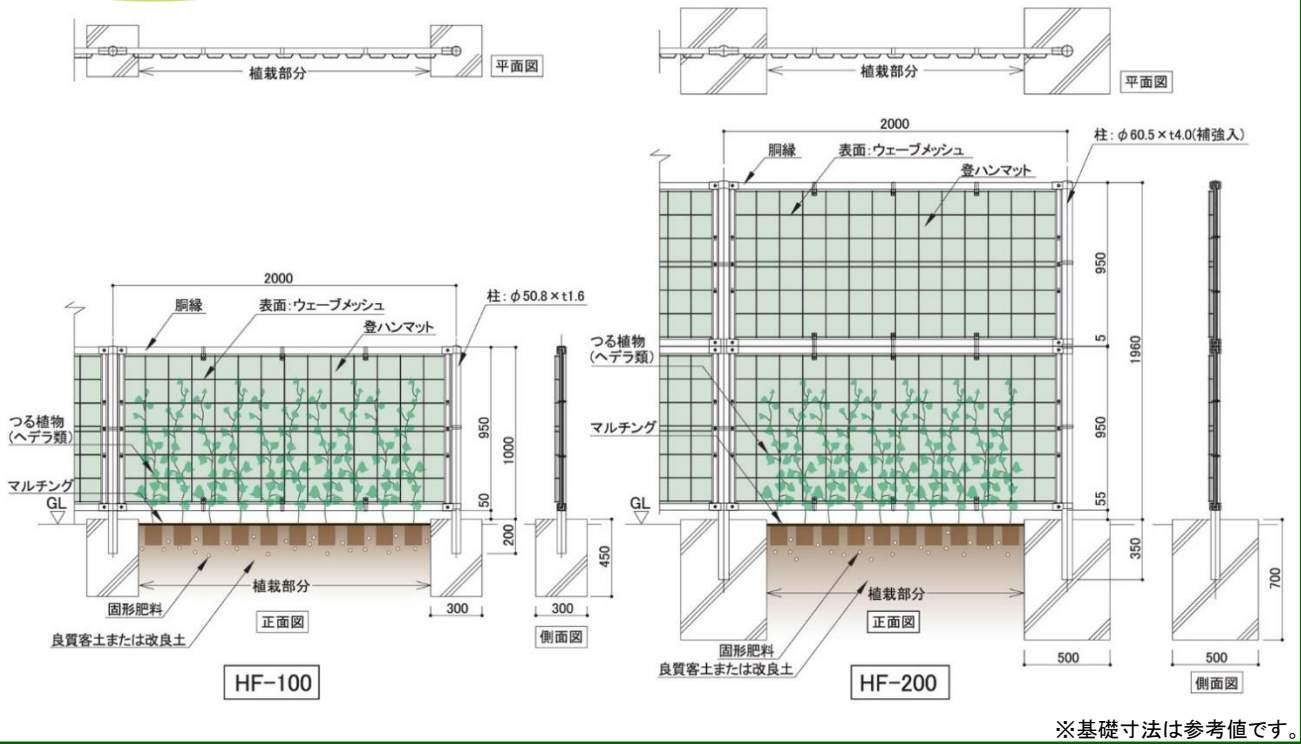 植栽部分
平面図
2000
胴縁
表面:ウェーブメッシュ
登ハンマット
柱:φ50.8×t1.6
つる植物
(ヘデラ類)
マルチング
GL
950
1000
50
200
450
植栽部分
固形肥料
良質客土または改良土
正面図
300
300
側面図
HF-100
植栽部分
平面図
2000
胴縁
表面:ウェーブメッシュ
登ハンマット
柱:φ60.5×t4.0(補強入)
つる植物
(ヘデラ類)
マルチング
GL
950
5
1960
950
55
350
700
植栽部分
正面図
固形肥料
良質客土または改良土
500
500
側面図
HF-200
※基礎寸法は参考値です。